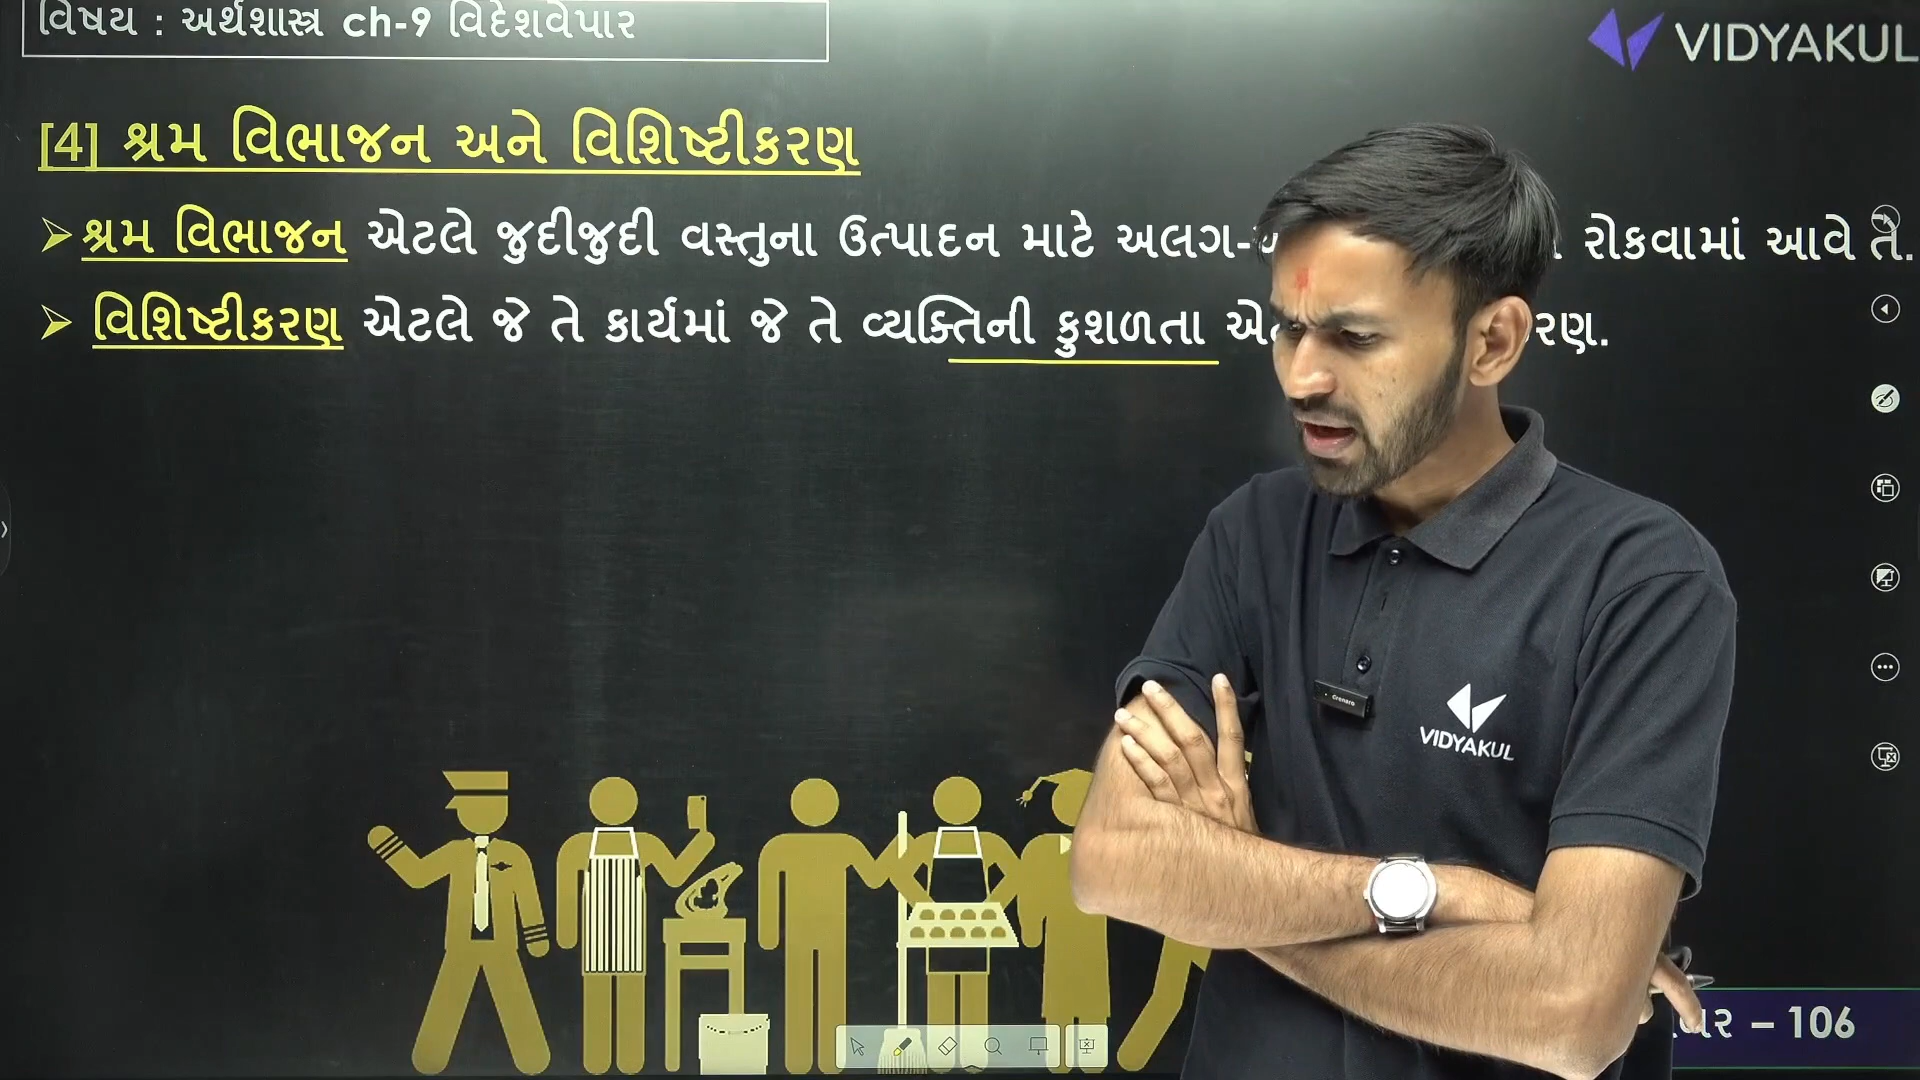 વિષય : અર્થશાસ્ત્ર ch-9 વિદેશવેપાર
VIDYAKUL
[4] શ્રમ વિભાજન અને વિશિષ્ટીકરણ
➢ શ્રમ વિભાજન એટલે જુદીજુદી વસ્તુના ઉત્પાદન માટે અલગ- રોકવામાં આવે તે.
➢ વિશિષ્ટીકરણ એટલે જે તે કાર્યમાં જે તે વ્યક્તિની કુશળતા
VIDYAKUL
– 106